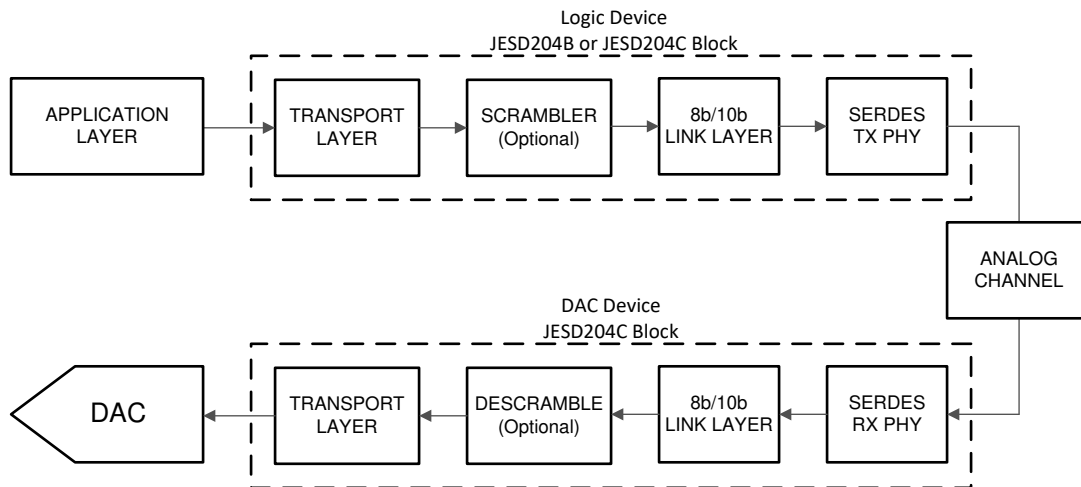 Logic Device
JESD204B or JESD204C Block
APPLICATION
LAYER
TRANSPORT
LAYER
SCRAMBLER
(Optional)
8b/10b
LINK LAYER
SERDES
TX PHY
ANALOG
CHANNEL
DAC Device
JESD204C Block
DAC
TRANSPORT
LAYER
DESCRAMBLE
(Optional)
8b/10b
LINK LAYER
SERDES
RX PHY